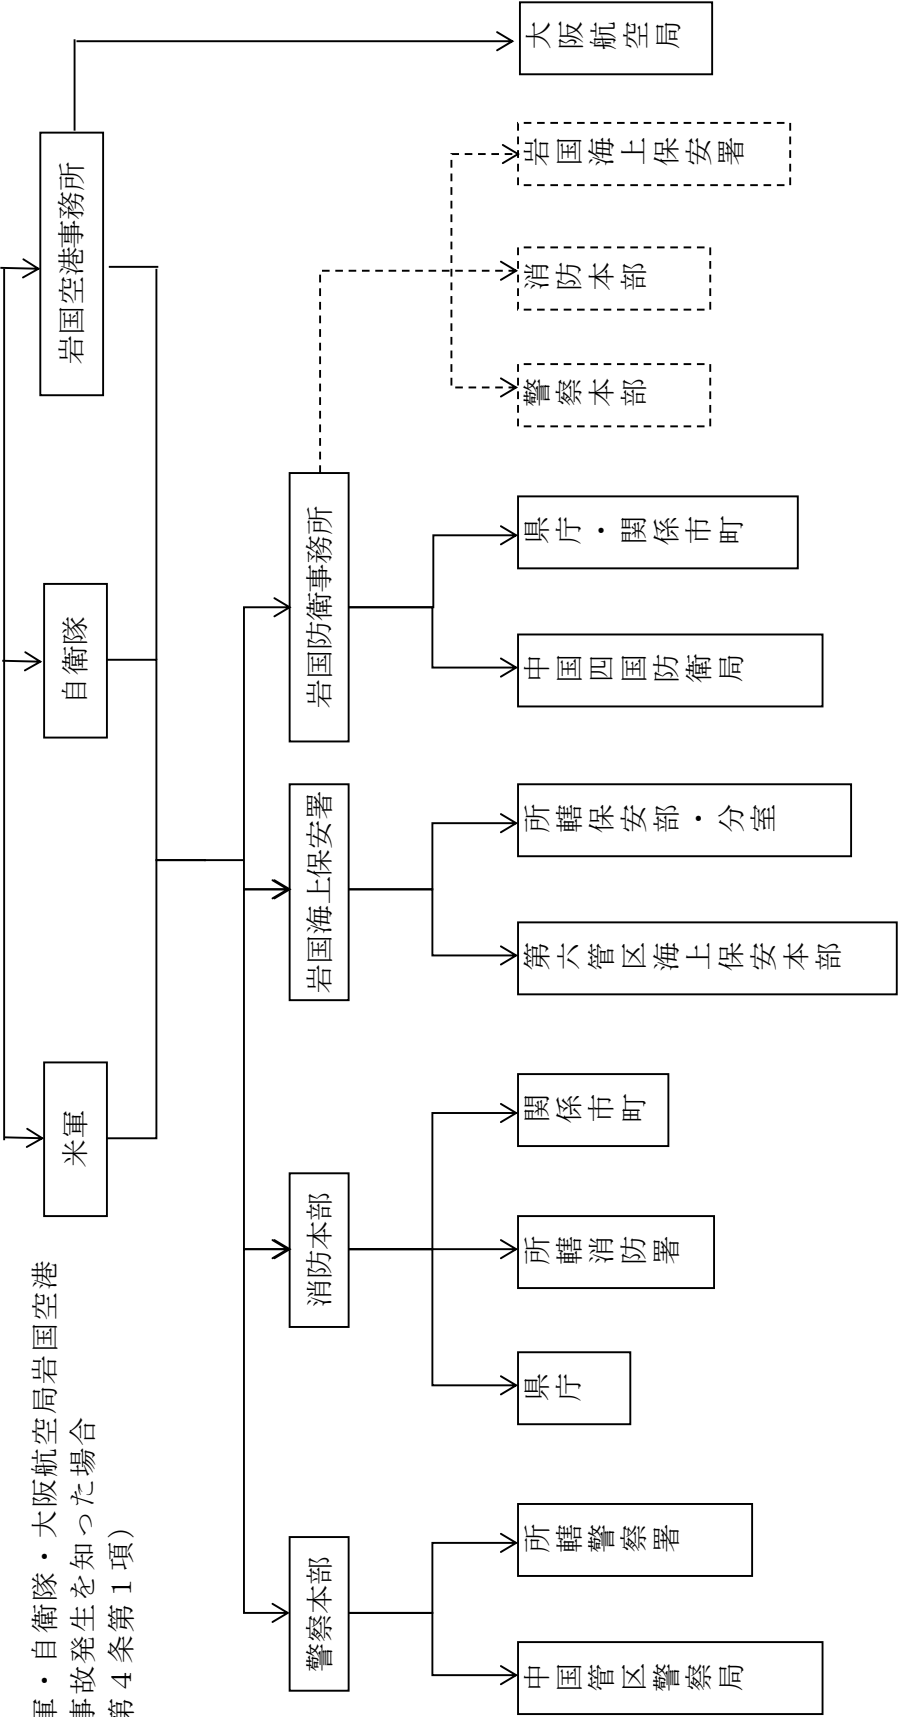 軍・自衛隊・大阪航空局岩国空港
事故発生を知った場合
第４条第１項）
米軍
自衛隊
岩国空港事務所
大阪航空局
警察本部
消防本部
岩国海上保安署
岩国防衛事務所
中国管区警察局
所轄警察署
県庁
所轄消防署
関係市町
第六管区海上保安本部
所轄保安部・分室
中国四国防衛局
県庁・関係市町
警察本部
消防本部
岩国海上保安署